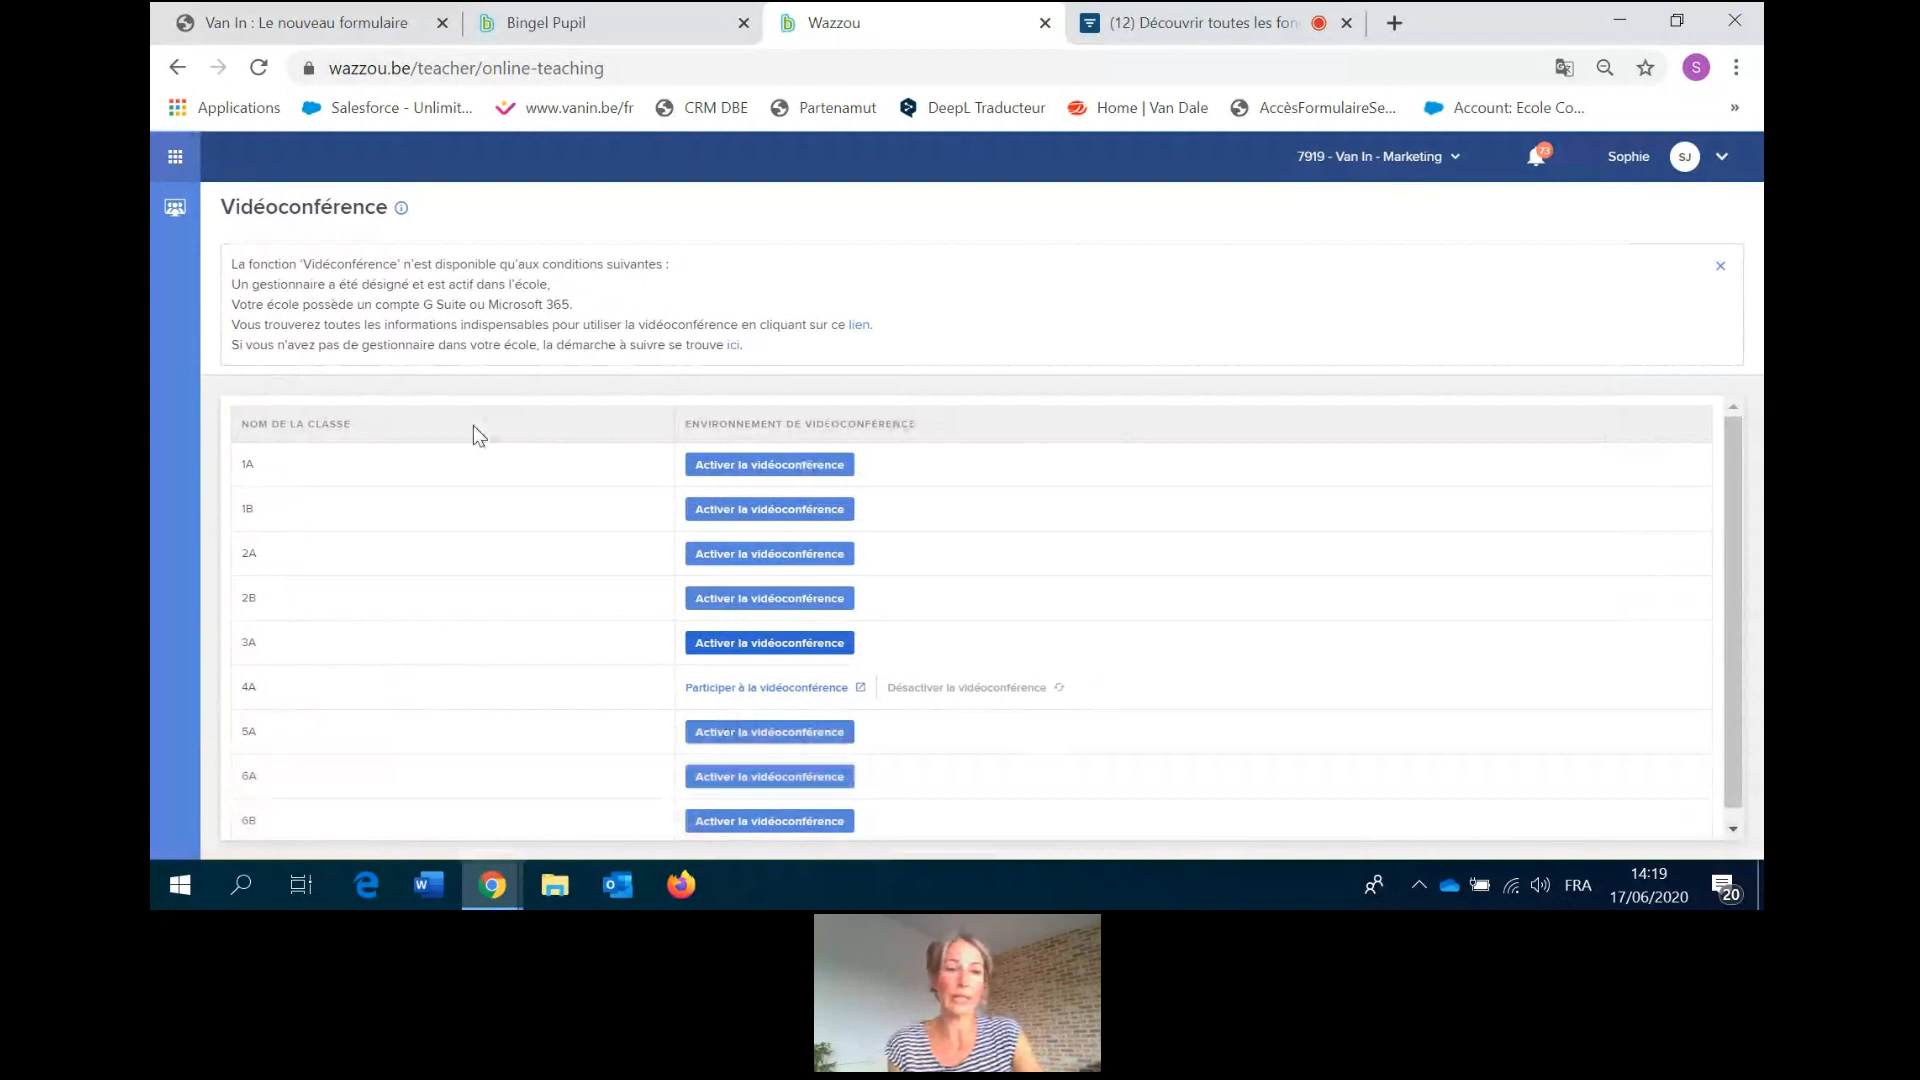 Van In : Le nouveau formulaire
Bingel Pupil
Wazzou
(12) Découvrir toutes les fon
wazzou.be/teacher/online-teaching
S
Applications
Salesforce - Unlimit...
www.vanin.be/fr
CRM DBE
Partenamut
DeepL Traducteur
Home | Van Dale
AccèsFormulaireSe...
Account: Ecole Co...
»
7919 - Van In - Marketing
73
Sophie
SJ
Vidéoconférence
La fonction 'Vidéconférence' n'est disponible qu'aux conditions suivantes :
Un gestionnaire a été désigné et est actif dans l'école,
Votre école possède un compte G Suite ou Microsoft 365.
Vous trouverez toutes les informations indispensables pour utiliser la vidéoconférence en cliquant sur ce lien.
Si vous n'avez pas de gestionnaire dans votre école, la démarche à suivre se trouve ici.
NOM DE LA CLASSE ENVIRONNEMENT DE VIDÉOCONFÉRENCE
1A Activer la vidéoconférence
1B Activer la vidéoconférence
2A Activer la vidéoconférence
2B Activer la vidéoconférence
3A Activer la vidéoconférence
4A Participer à la vidéoconférence Désactiver la vidéoconférence
5A Activer la vidéoconférence
6A Activer la vidéoconférence
6B Activer la vidéoconférence
FRA
14:19
17/06/2020
20